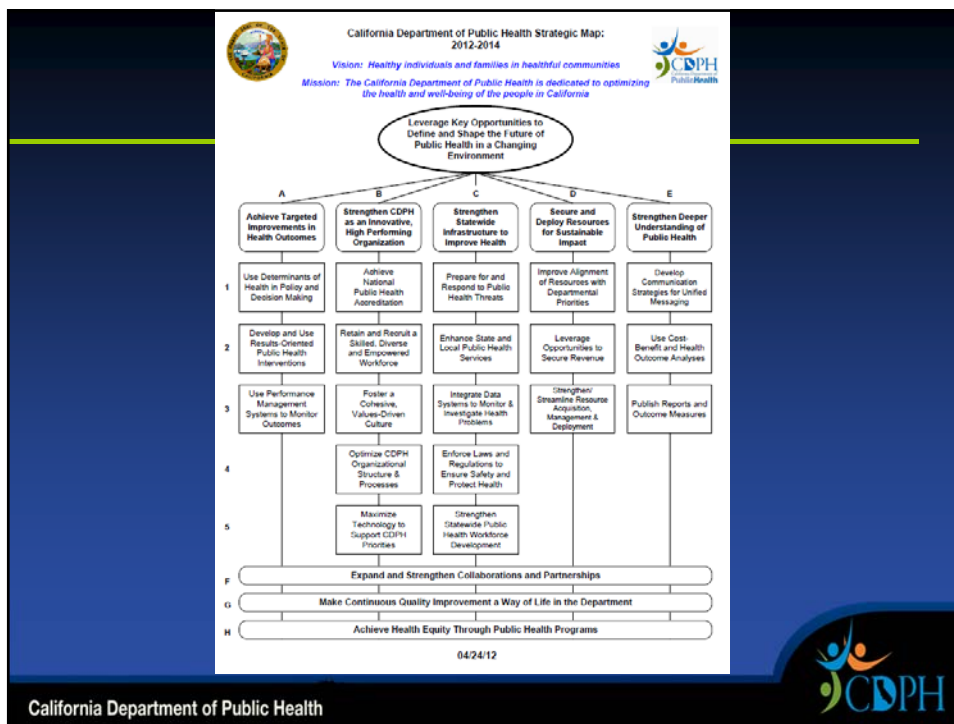 California Department of Public Health Strategic Map:
2012-2014
Vision: Healthy individuals and families in healthful communities
Mission: The California Department of Public Health is dedicated to optimizing
the health and well-being of the people in California
CDPH
California Department of
PublicHealth
Leverage Key Opportunities to
Define and Shape the Future of
Public Health in a Changing
Environment
A
B
C
D
E
Achieve Targeted
Improvements in
Health Outcomes
Strengthen CDPH
as an Innovative,
High Performing
Organization
Strengthen
Statewide
Infrastructure to
Improve Health
Secure and
Deploy Resources
for Sustainable
Impact
Strengthen Deeper
Understanding of
Public Health
1
Use Determinants of
Health in Policy and
Decision Making
Achieve
National
Public Health
Accreditation
Prepare for and
Respond to Public
Health Threats
Improve Alignment
of Resources with
Departmental
Priorities
Develop
Communication
Strategies for Unified
Messaging
2
Develop and Use
Results-Oriented
Public Health
Interventions
Retain and Recruit a
Skilled, Diverse
and Empowered
Workforce
Enhance State and
Local Public Health
Services
Leverage
Opportunities to
Secure Revenue
Use Cost-
Benefit and Health
Outcome Analyses
3
Use Performance
Management
Systems to Monitor
Outcomes
Foster a
Cohesive,
Values-Driven
Culture
Integrate Data
Systems to Monitor &
Investigate Health
Problems
Strengthen/
Streamline Resource
Acquisition,
Management &
Deployment
Publish Reports and
Outcome Measures
4
Optimize CDPH
Organizational
Structure &
Processes
Enforce Laws and
Regulations to
Ensure Safety and
Protect Health
5
Maximize
Technology to
Support CDPH
Priorities
Strengthen
Statewide Public
Health Workforce
Development
F
Expand and Strengthen Collaborations and Partnerships
G
Make Continuous Quality Improvement a Way of Life in the Department
H
Achieve Health Equity Through Public Health Programs
04/24/12
California Department of Public Health
CDPH